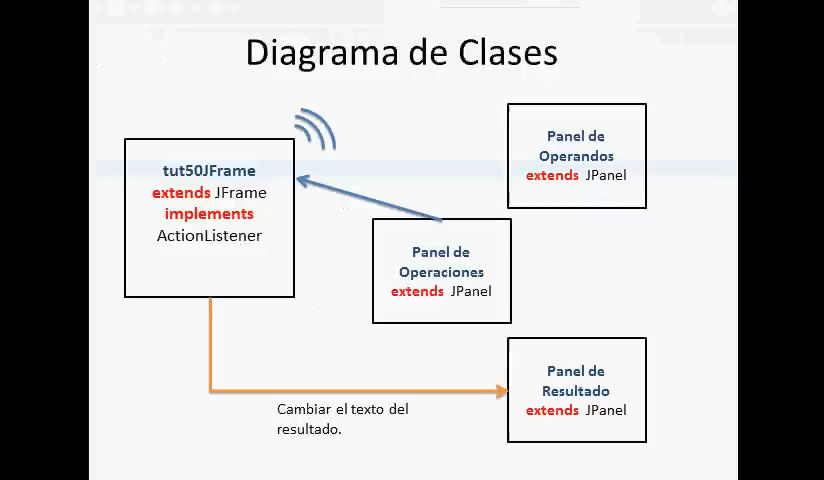 Diagrama de Clases
tut50JFrame
extends JFrame
implements
ActionListener
Panel de
Operandos
extends JPanel
Panel de
Operaciones
extends JPanel
Panel de
Resultado
extends JPanel
Cambiar el texto del
resultado.